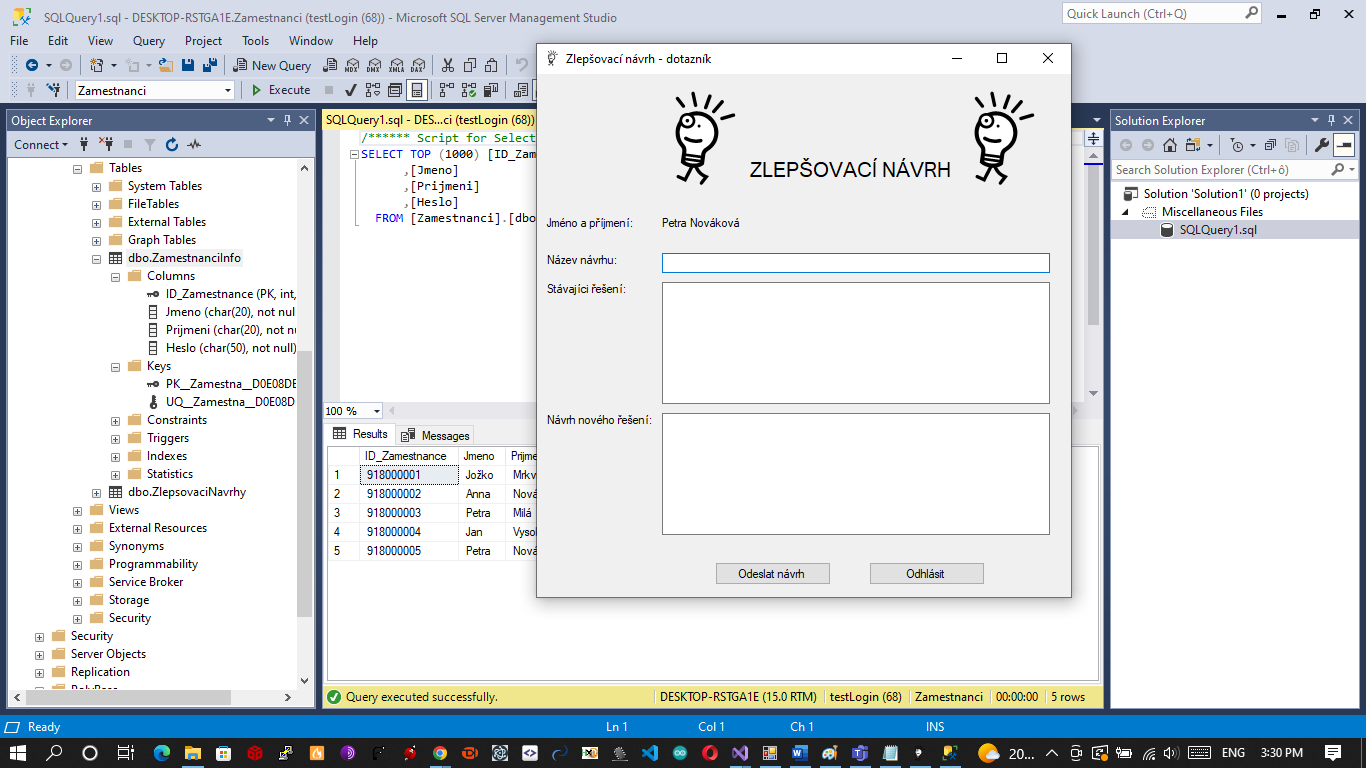 SQLQuery1.sql - DESKTOP-RSTGA1E.Zamestnanci (testLogin (68)) - Microsoft SQL Server Management Studio
Quick Launch (Ctrl+Q)
File Edit View Query Project Tools Window Help
New Query
MDX DMX XMLA DAX
Zamestnanci
Execute
Object Explorer
Connect
Tables
System Tables
FileTables
External Tables
Graph Tables
dbo.ZamestnanciInfo
Columns
ID_Zamestnance (PK, int,
Jmeno (char(20), not null
Prijmeni (char(20), not nu
Heslo (char(50), not null)
Keys
PK__Zamestna__D0E08DE
UQ__Zamestna__D0E08D
Constraints
Triggers
Indexes
Statistics
dbo.ZlepsovaciNavrhy
Views
External Resources
Synonyms
Programmability
Service Broker
Storage
Security
Security
Server Objects
Replication
SQLQuery1.sql - DES...ci (testLogin (68))
/****** Script for Select
SELECT TOP (1000) [ID_Zam
,[Jmeno]
,[Prijmeni]
,[Heslo]
FROM [Zamestnanci].[dbo
100 %
Results Messages
ID_Zamestnance Jmeno Prijme
1 918000001 Jožko Mrkv
2 918000002 Anna Nová
3 918000003 Petra Milá
4 918000004 Jan Vysol
5 918000005 Petra Nová
Query executed successfully.
DESKTOP-RSTGA1E (15.0 RTM) testLogin (68) Zamestnanci 00:00:00 5 rows
Zlepšovací návrh - dotazník
ZLEPŠOVACÍ NÁVRH
Jméno a příjmení: Petra Nováková
Název návrhu:
Stávajíci řešení:
Návrh nového řešení:
Odeslat návrh
Odhlásit
Solution Explorer
Search Solution Explorer (Ctrl+ô)
Solution 'Solution1' (0 projects)
Miscellaneous Files
SQLQuery1.sql
Ready Ln 1 Col 1 Ch 1 INS
20... ENG 3:30 PM